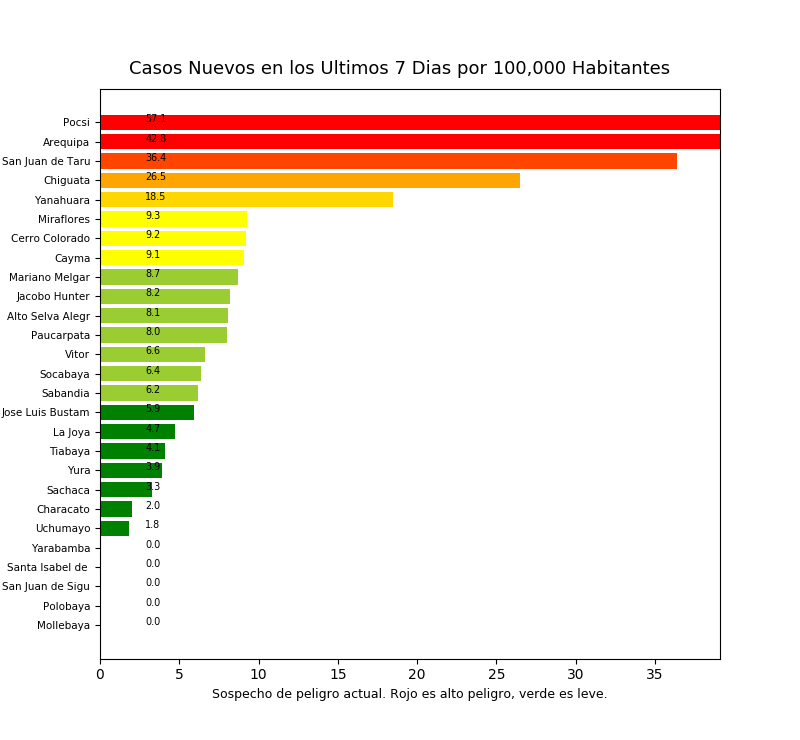 Casos Nuevos en los Ultimos 7 Dias por 100,000 Habitantes
Pocsi 57.1
Arequipa 42.8
San Juan de Taru 36.4
Chiguata 26.5
Yanahuara 18.5
Miraflores 9.3
Cerro Colorado 9.2
Cayma 9.1
Mariano Melgar 8.7
Jacobo Hunter 8.2
Alto Selva Alegr 8.1
Paucarpata 8.0
Vitor 6.6
Socabaya 6.4
Sabandia 6.2
Jose Luis Bustam 5.9
La Joya 4.7
Tiabaya 4.1
Yura 3.9
Sachaca 3.3
Characato 2.0
Uchumayo 1.8
Yarabamba 0.0
Santa Isabel de 0.0
San Juan de Sigu 0.0
Polobaya 0.0
Mollebaya 0.0
0 5 10 15 20 25 30 35
Sospecho de peligro actual. Rojo es alto peligro, verde es leve.